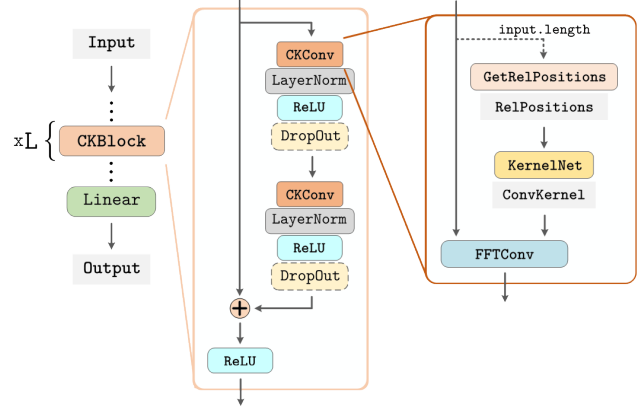 Input
xL
CKBlock
Linear
Output
CKConv
LayerNorm
ReLU
DropOut
CKConv
LayerNorm
ReLU
DropOut
+
ReLU
input.length
GetRelPositions
RelPositions
KernelNet
ConvKernel
FFTConv